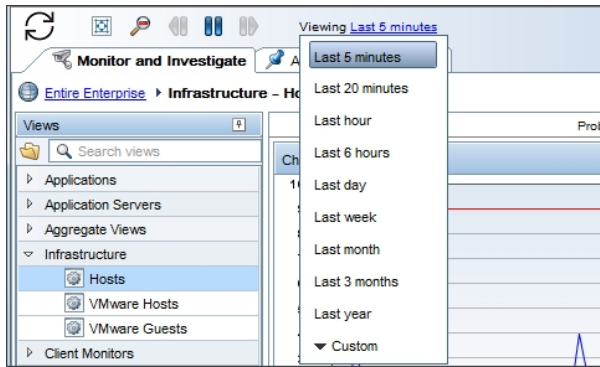 Viewing Last 5 minutes
Monitor and Investigate
A
Entire Enterprise Infrastructure – Ho
Views
Search views
Applications
Application Servers
Aggregate Views
Infrastructure
Hosts
VMware Hosts
VMware Guests
Client Monitors
Last 5 minutes
Last 20 minutes
Last hour
Last 6 hours
Last day
Last week
Last month
Last 3 months
Last year
Custom
Prob
Ch
10